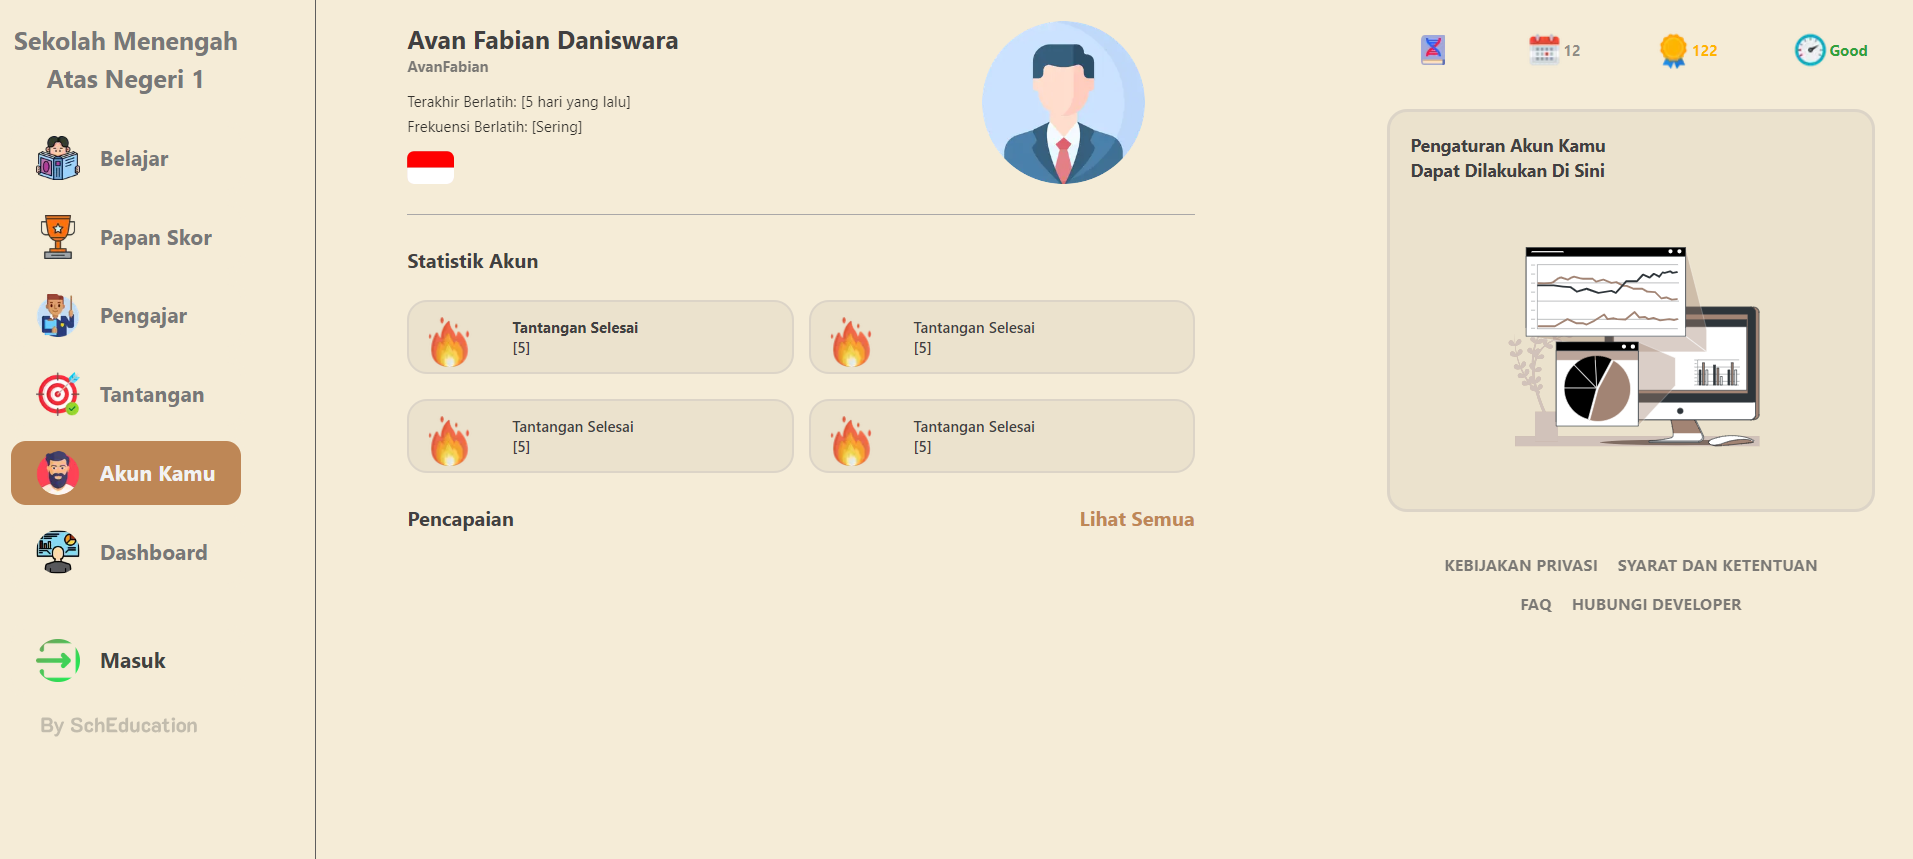 Sekolah Menengah
Atas Negeri 1
Belajar
Papan Skor
Pengajar
Tantangan
Akun Kamu
Dashboard
Masuk
By SchEducation
Avan Fabian Daniswara
AvanFabian
Terakhir Berlatih: [5 hari yang lalu]
Frekuensi Berlatih: [Sering]
Statistik Akun
Tantangan Selesai
[5]
Tantangan Selesai
[5]
Tantangan Selesai
[5]
Tantangan Selesai
[5]
Pencapaian
Lihat Semua
12
122
Good
Pengaturan Akun Kamu
Dapat Dilakukan Di Sini
KEBIJAKAN PRIVASI SYARAT DAN KETENTUAN
FAQ HUBUNGI DEVELOPER